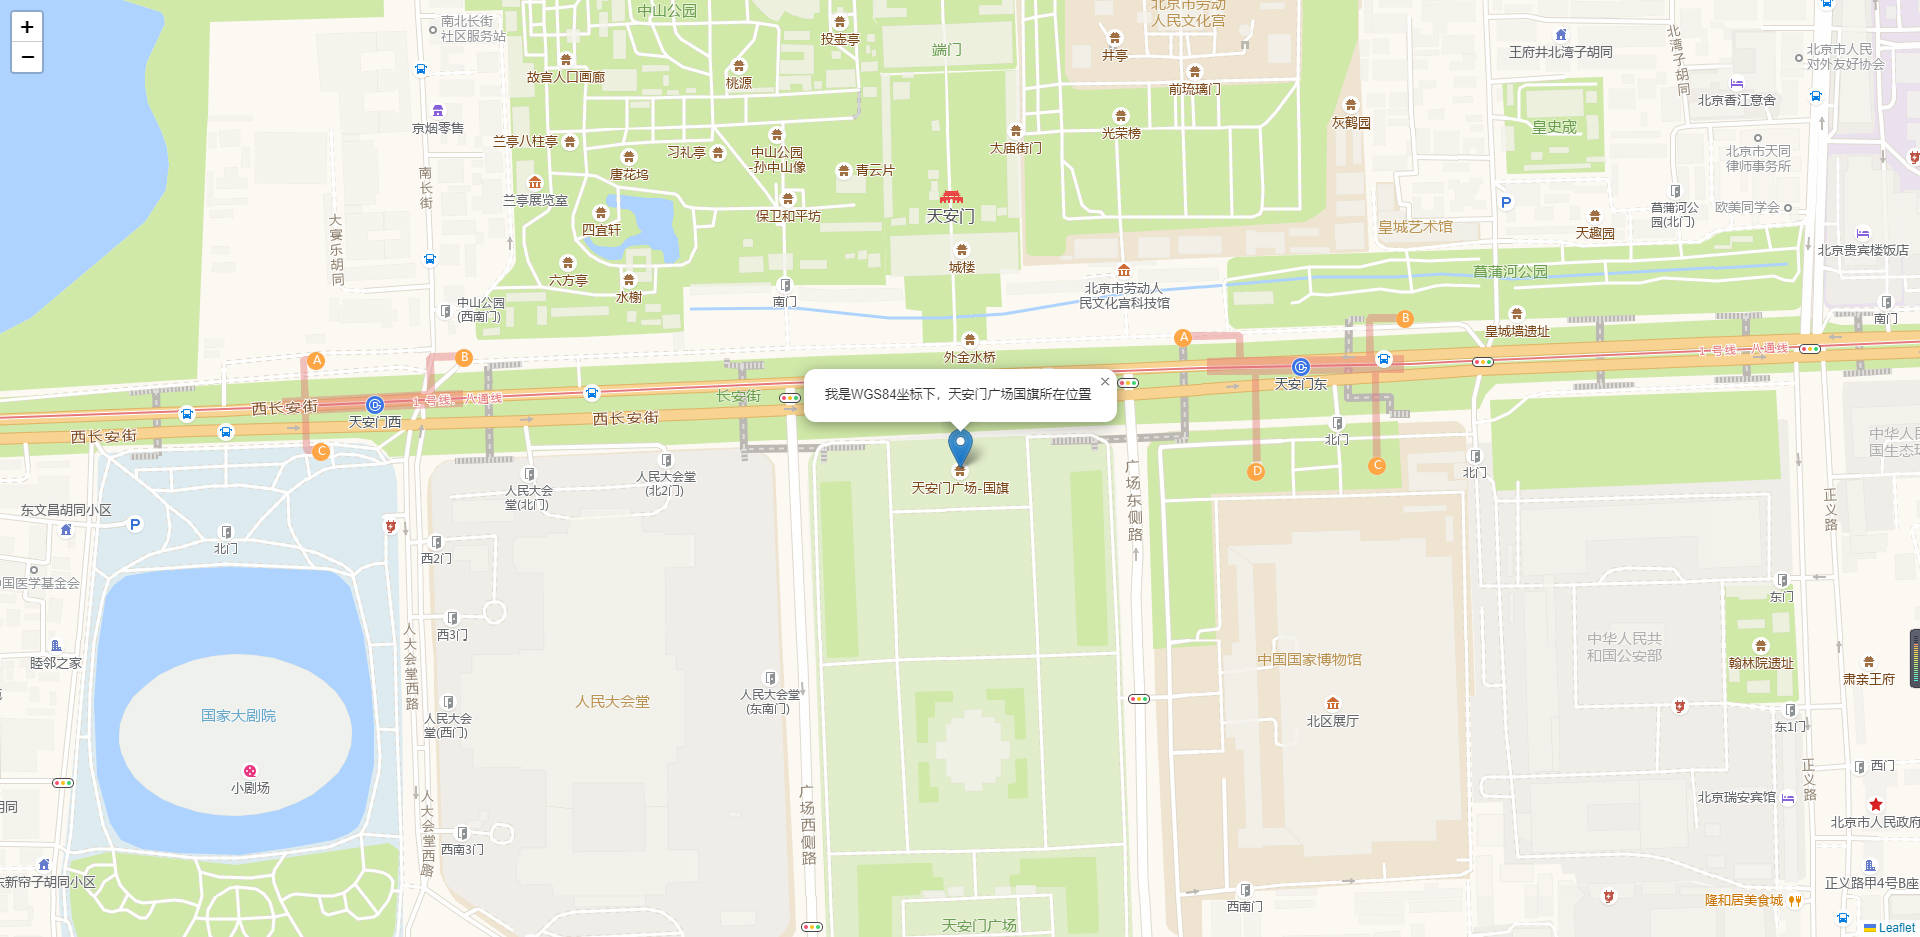 +
−
中山公园
南北长街
社区服务站
投壶亭
端门
北京市劳动
人民文化宫
井亭
王府井北湾子胡同
北湾子胡同
北京市人民
对外友好协会
故宫人口画廊
桃源
前琉璃门
北京香江意舍
京烟零售
灰鹤园
光荣榜
皇史宬
兰亭八柱亭
习礼亭
中山公园
-孙中山像
太庙街门
北京市天同
律师事务所
南长街
唐花坞
青云片
兰亭展览室
P
大宴乐胡同
四宜轩
保卫和平坊
天安门
皇城艺术馆
天趣园
菖蒲河公
园(北门)
欧美同学会
北京贵宾楼饭店
城楼
六方亭
水榭
菖蒲河公园
中山公园
(西南门)
南门
北京市劳动人
民文化宫科技馆
南门
皇城墙遗址
A
B
外金水桥
A
B
1号线 八通线
天安门东
我是WGS84坐标下，天安门广场国旗所在位置
×
西长安街
天安门西
1号线 八通线
长安街
西长安街
西长安街
C
北门
D
C
北门
中华人民
国生态环
人民大会
堂(北门)
人民大会堂
(北2门)
天安门广场-国旗
广场东侧路
正义路
东文昌胡同小区
P
北门
西2门
国医学基金会
东门
西3门
人大会堂西路
睦邻之家
中华人民共
和国公安部
翰林院遗址
肃亲王府
中国国家博物馆
人民大会堂
人民大会堂
(东南门)
国家大剧院
人民大会
堂(西门)
北区展厅
东1门
小剧场
西门
正义路
北京瑞安宾馆
胡同
人大会堂西路
广场西侧路
北京市人民政府
西南3门
东新帘子胡同小区
正义路甲4号B座
西南门
隆和居美食城
天安门广场
Leaflet